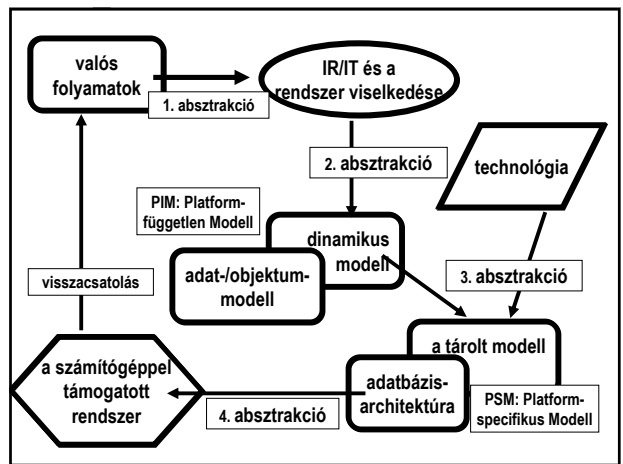 valós
folyamatok
1. absztrakció
IR/IT és a
rendszer viselkedése
2. absztrakció
technológia
PIM: Platform-
független Modell
dinamikus
modell
adat-/objektum-
modell
visszacsatolás
3. absztrakció
a tárolt modell
adatbázis-
architektúra
PSM: Platform-
specifikus Modell
4. absztrakció
a számítógéppel
támogatott
rendszer